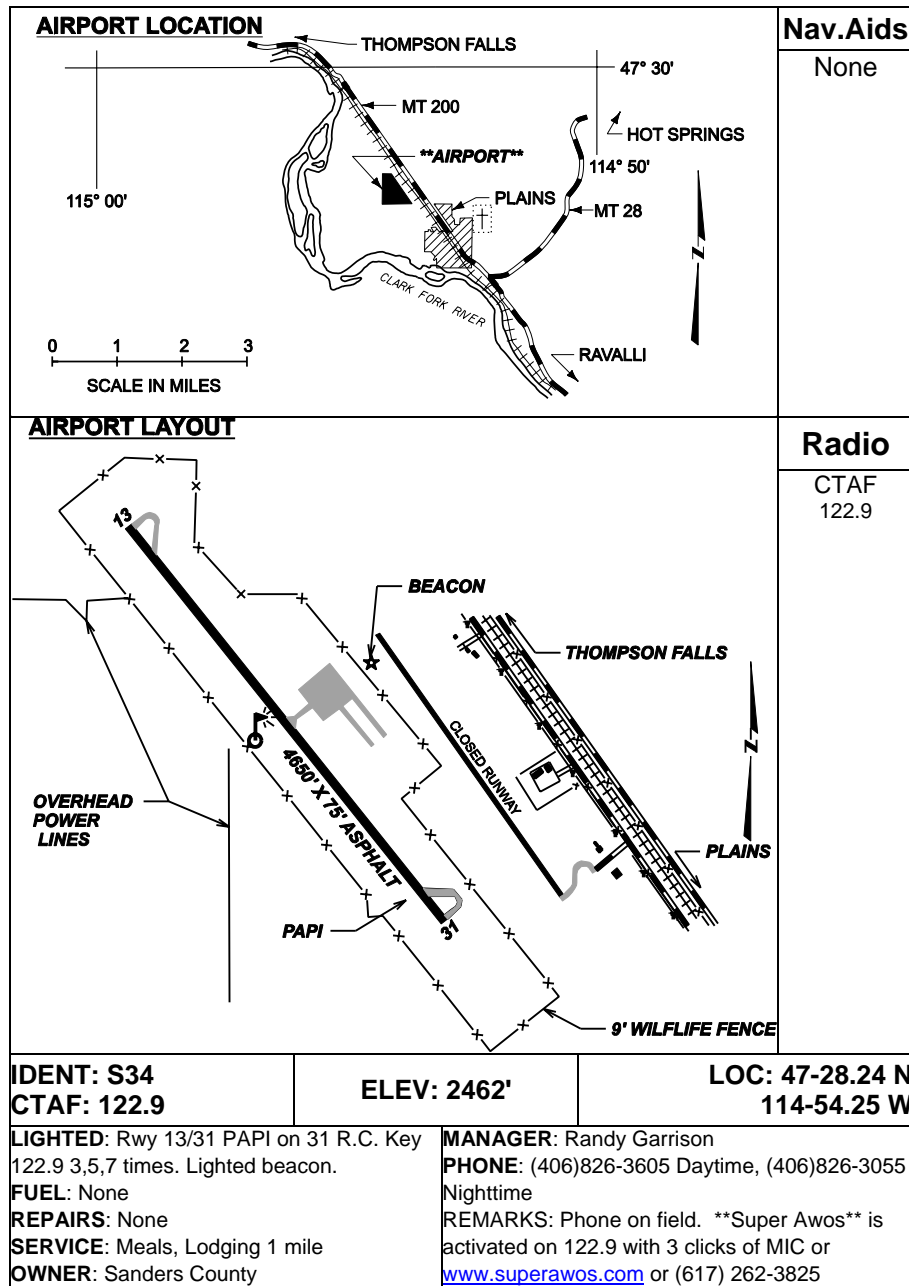 AIRPORT LOCATION
THOMPSON FALLS
47° 30'
MT 200
HOT SPRINGS
**AIRPORT**
114° 50'
115° 00'
PLAINS
MT 28
N
CLARK FORK RIVER
0 1 2 3
SCALE IN MILES
RAVALLI
Nav.Aids
None
AIRPORT LAYOUT
13
BEACON
THOMPSON FALLS
CLOSED RUNWAY
N
4650' X 75' ASPHALT
OVERHEAD
POWER
LINES
PLAINS
PAPI
31
9' WILFLIFE FENCE
Radio
CTAF
122.9
IDENT: S34
CTAF: 122.9
ELEV: 2462'
LOC: 47-28.24 N
114-54.25 W
LIGHTED: Rwy 13/31 PAPI on 31 R.C. Key
122.9 3,5,7 times. Lighted beacon.
FUEL: None
REPAIRS: None
SERVICE: Meals, Lodging 1 mile
OWNER: Sanders County
MANAGER: Randy Garrison
PHONE: (406)826-3605 Daytime, (406)826-3055
Nighttime
REMARKS: Phone on field. **Super Awos** is
activated on 122.9 with 3 clicks of MIC or
www.superawos.com or (617) 262-3825